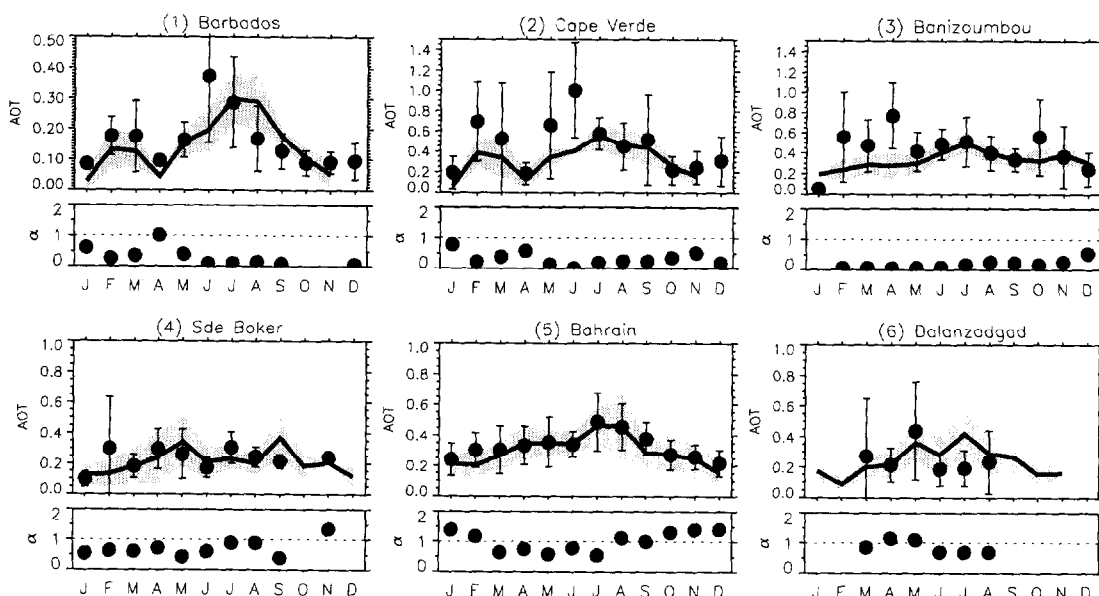 (1) Barbados
(2) Cape Verde
(3) Banizoumbou
0.50
0.40
0.30
0.20
0.10
0.00
AOT
1.4
1.2
1.0
0.8
0.6
0.4
0.2
0.0
AOT
1.4
1.2
1.0
0.8
0.6
0.4
0.2
0.0
AOT
2
1
0
α
2
1
0
α
2
1
0
α
J F M A M J J A S O N D
J F M A M J J A S O N D
J F M A M J J A S O N D
(4) Sde Boker
(5) Bahrain
(6) Dalanzadgad
1.0
0.8
0.6
0.4
0.2
0.0
AOT
1.0
0.8
0.6
0.4
0.2
0.0
AOT
1.0
0.8
0.6
0.4
0.2
0.0
AOT
2
1
0
α
2
1
0
α
2
1
0
α
J F M A M J J A S O N D
J F M A M J J A S O N D
J F M A M J J A S O N D